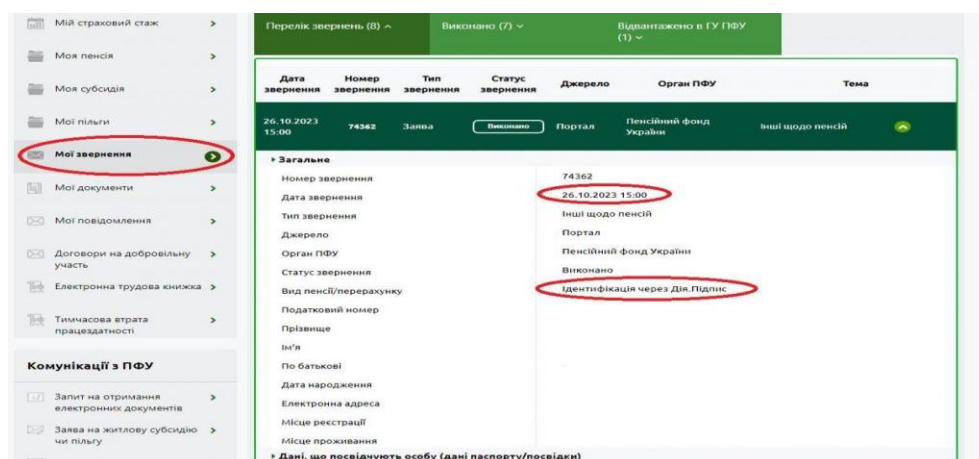 Мій страховий стаж
Моя пенсія
Моя субсидія
Мої пільги
Мої звернення
Мої документи
Мої повідомлення
Договори на добровільну
участь
Електронна трудова книжка
Тимчасова втрата
працездатності
Комунікації з ПФУ
Запит на отримання
електронних документів
Заява на житлову субсидію
чи пільгу
Перелік звернень (8)
Виконано (7)
Відвантажено в ГУ ПФУ
(1)
Дата звернення Номер звернення Тип звернення Статус звернення Джерело Орган ПФУ Тема
26.10.2023 15:00 74362 Заява Виконано Портал Пенсійний фонд України Інші щодо пенсій
Загальне
Номер звернення 74362
Дата звернення 26.10.2023 15:00
Тип звернення Інші щодо пенсій
Джерело Портал
Орган ПФУ Пенсійний фонд України
Статус звернення Виконано
Вид пенсії/перерахунку Ідентифікація через Дія.Підпис
Податковий номер
Прізвище
Ім'я
По батькові
Дата народження
Електронна адреса
Місце реєстрації
Місце проживання
Дані, що посвідчують особу (дані паспорту/посвідки)